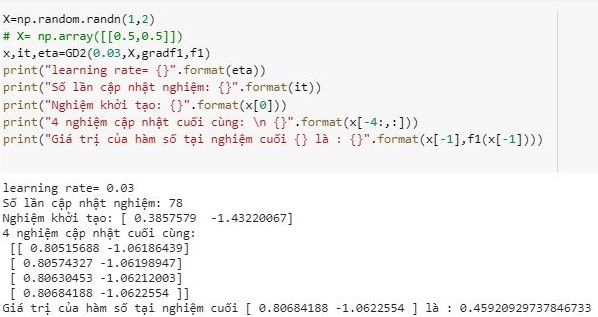 X=np.random.randn(1,2)
# X= np.array([[0.5,0.5]])
x,it,eta=GD2(0.03,X,gradf1,f1)
print("learning rate= {}".format(eta))
print("Số lần cập nhật nghiệm: {}".format(it))
print("Nghiệm khởi tạo: {}".format(x[0]))
print("4 nghiệm cập nhật cuối cùng: \n {}".format(x[-4:,:]))
print("Giá trị của hàm số tại nghiệm cuối {} là : {}".format(x[-1],f1(x[-1])))
learning rate= 0.03
Số lần cập nhật nghiệm: 78
Nghiệm khởi tạo: [ 0.3857579  -1.43220067]
4 nghiệm cập nhật cuối cùng:
 [[ 0.80515688 -1.06186439]
 [ 0.80574327 -1.06198947]
 [ 0.80630453 -1.06212003]
 [ 0.80684188 -1.0622554 ]]
Giá trị của hàm số tại nghiệm cuối [ 0.80684188 -1.0622554 ] là : 0.45920929737846733